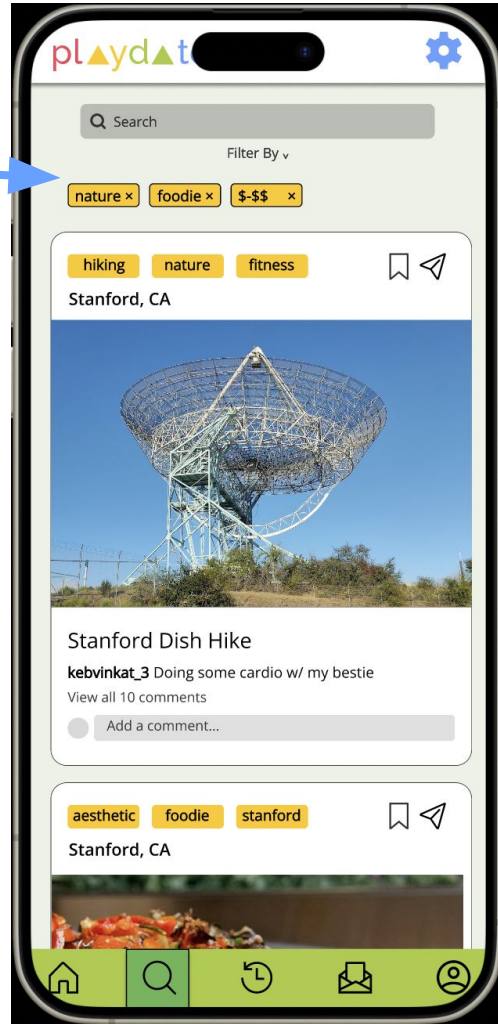 playdat
Search
Filter By v
nature × foodie × $-$$ ×
hiking nature fitness
Stanford, CA
Stanford Dish Hike
kebvinkat_3 Doing some cardio w/ my bestie
View all 10 comments
Add a comment...
aesthetic foodie stanford
Stanford, CA